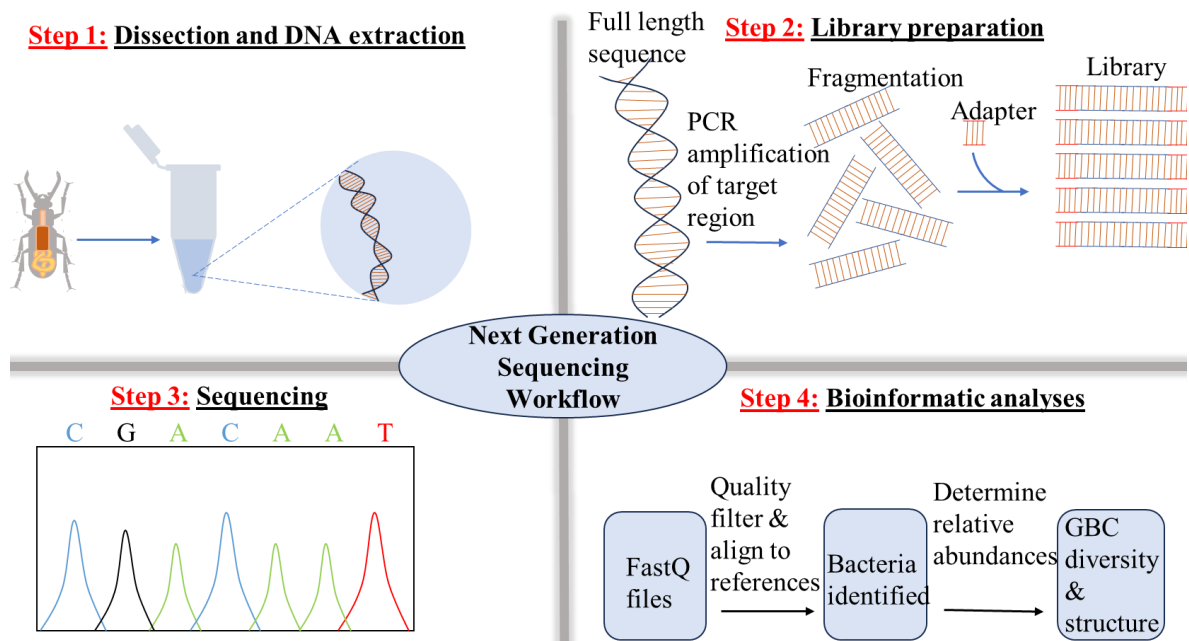 Step 1: Dissection and DNA extraction
Full length
sequence
Step 2: Library preparation
Fragmentation
Library
Adapter
PCR
amplification
of target
region
Next Generation
Sequencing
Workflow
Step 3: Sequencing
C G A C A A T
Step 4: Bioinformatic analyses
FastQ
files
Quality
filter &
align to
references
Bacteria
identified
Determine
relative
abundances
GBC
diversity
&
structure